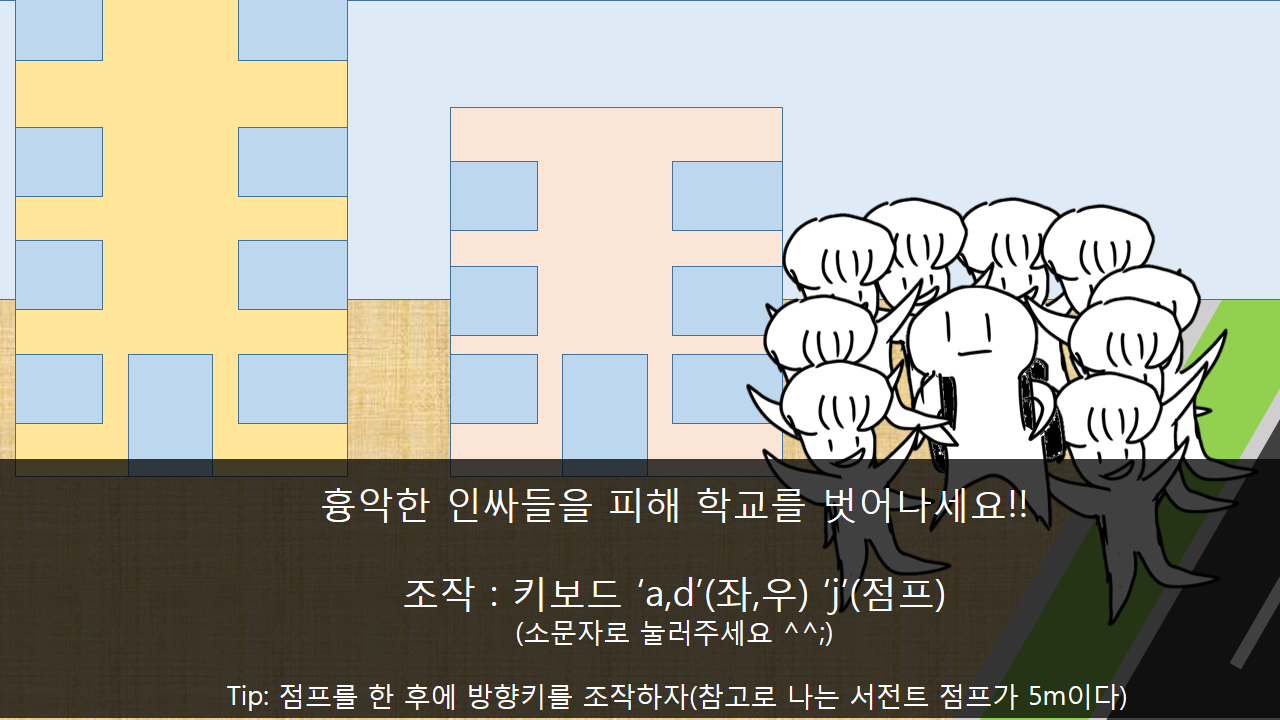 흉악한 인싸들을 피해 학교를 벗어나세요!!
조작 : 키보드 ‘a,d’(좌,우) ‘j’(점프)
(소문자로 눌러주세요 ^^;)
Tip: 점프를 한 후에 방향키를 조작하자(참고로 나는 서전트 점프가 5m이다)